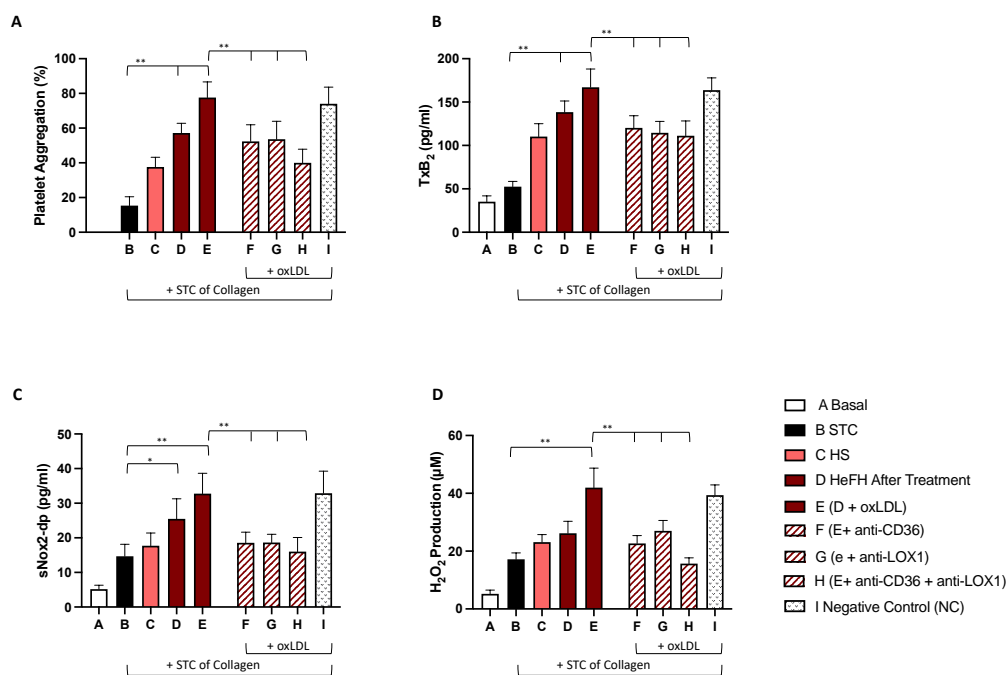 A
Platelet Aggregation (%)
100
80
60
40
20
0
**
**
B C D E F G H I
+ oxLDL
+ STC of Collagen
B
TxB2 (pg/ml)
200
150
100
50
0
**
**
A B C D E F G H I
+ oxLDL
+ STC of Collagen
C
sNox2-dp (pg/ml)
50
40
30
20
10
0
**
*
**
A B C D E F G H I
+ oxLDL
+ STC of Collagen
D
H2O2 Production (µM)
60
40
20
0
**
**
A B C D E F G H I
+ oxLDL
+ STC of Collagen
A Basal
B STC
C HS
D HeFH After Treatment
E (D + oxLDL)
F (E+ anti-CD36)
G (e + anti-LOX1)
H (E+ anti-CD36 + anti-LOX1)
I Negative Control (NC)